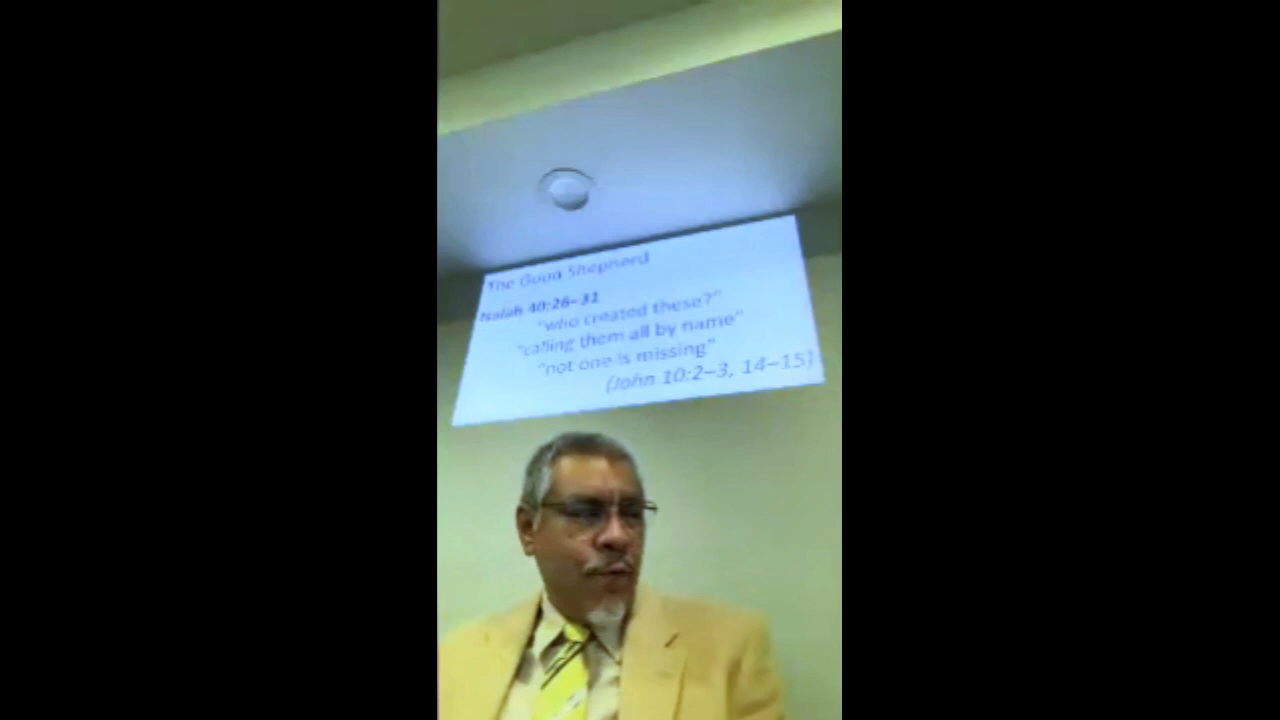 The Good Shepherd
Isaiah 40:26–31
"who created these?"
"calling them all by name"
"not one is missing"
(John 10:2–3, 14–15)